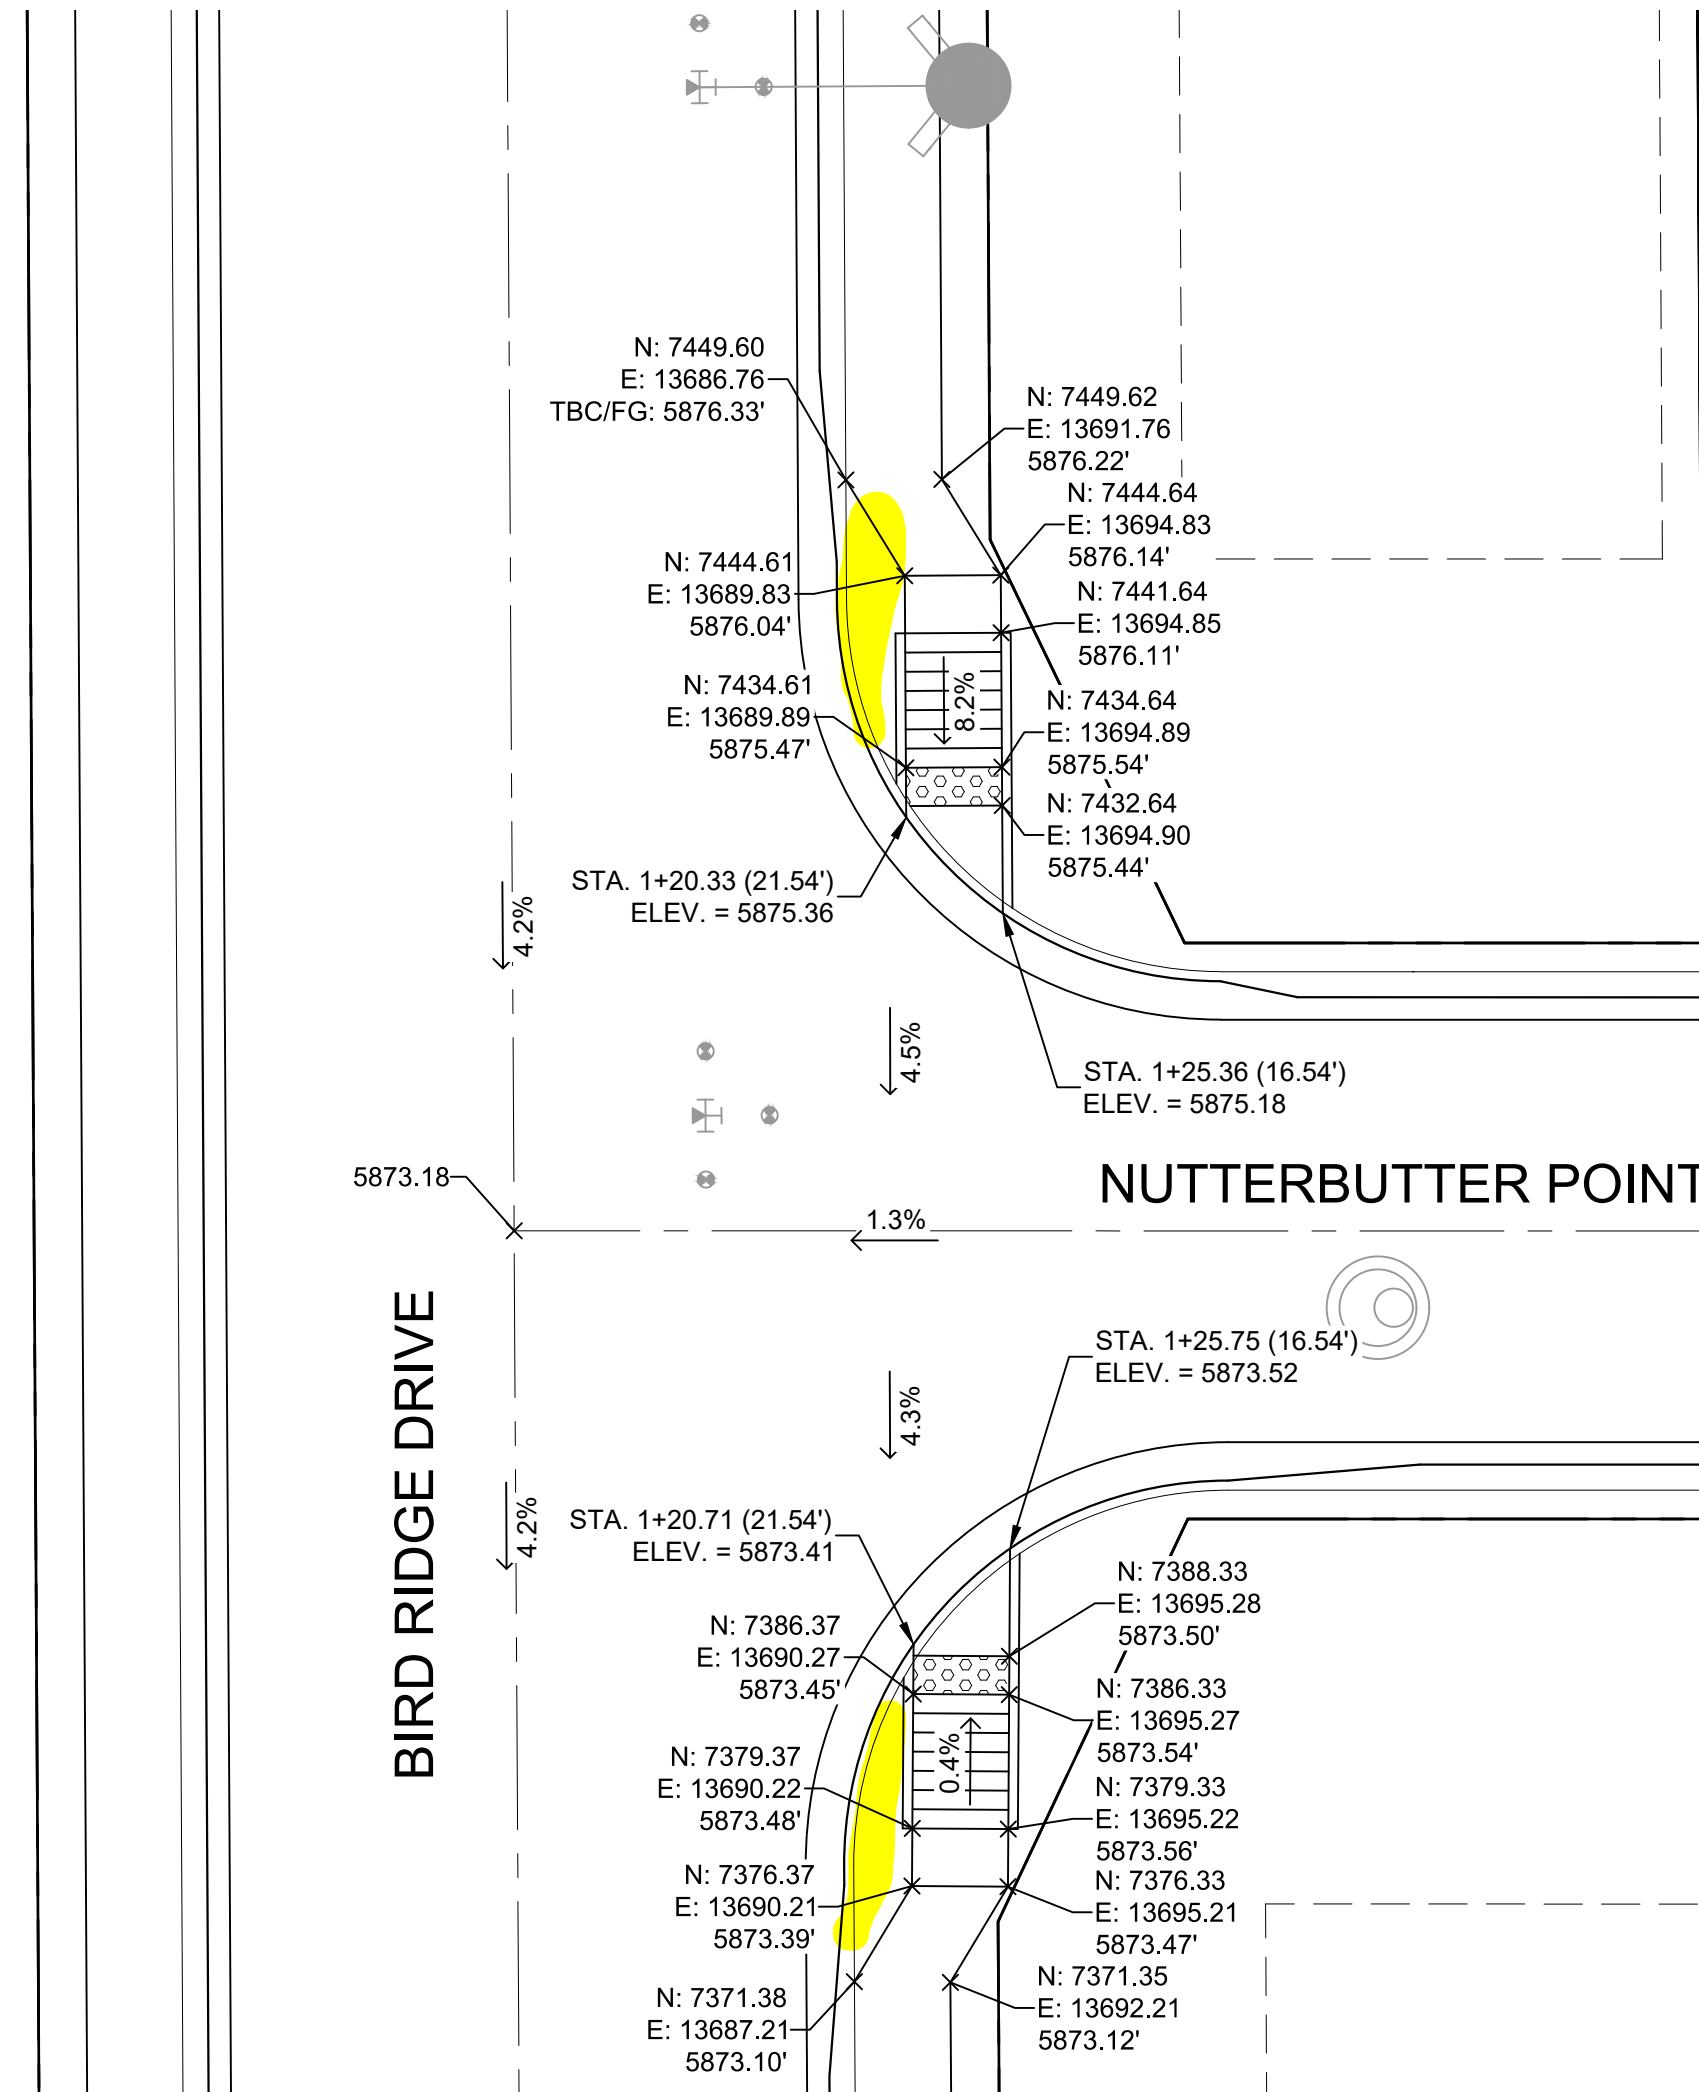 N: 7449.60
E: 13686.76
TBC/FG: 5876.33'
N: 7449.62
E: 13691.76
5876.22'
N: 7444.64
E: 13694.83
5876.14'
N: 7444.61
E: 13689.83
5876.04'
N: 7441.64
E: 13694.85
5876.11'
N: 7434.61
E: 13689.89
5875.47'
8.2%
N: 7434.64
E: 13694.89
5875.54'
N: 7432.64
E: 13694.90
5875.44'
STA. 1+20.33 (21.54')
ELEV. = 5875.36
4.2%
4.5%
STA. 1+25.36 (16.54')
ELEV. = 5875.18
5873.18
NUTTERBUTTER POINT
1.3%
BIRD RIDGE DRIVE
STA. 1+25.75 (16.54')
ELEV. = 5873.52
4.3%
4.2%
STA. 1+20.71 (21.54')
ELEV. = 5873.41
N: 7388.33
E: 13695.28
5873.50'
N: 7386.37
E: 13690.27
5873.45'
N: 7386.33
E: 13695.27
5873.54'
0.4%
N: 7379.37
E: 13690.22
5873.48'
N: 7379.33
E: 13695.22
5873.56'
N: 7376.37
E: 13690.21
5873.39'
N: 7376.33
E: 13695.21
5873.47'
N: 7371.38
E: 13687.21
5873.10'
N: 7371.35
E: 13692.21
5873.12'